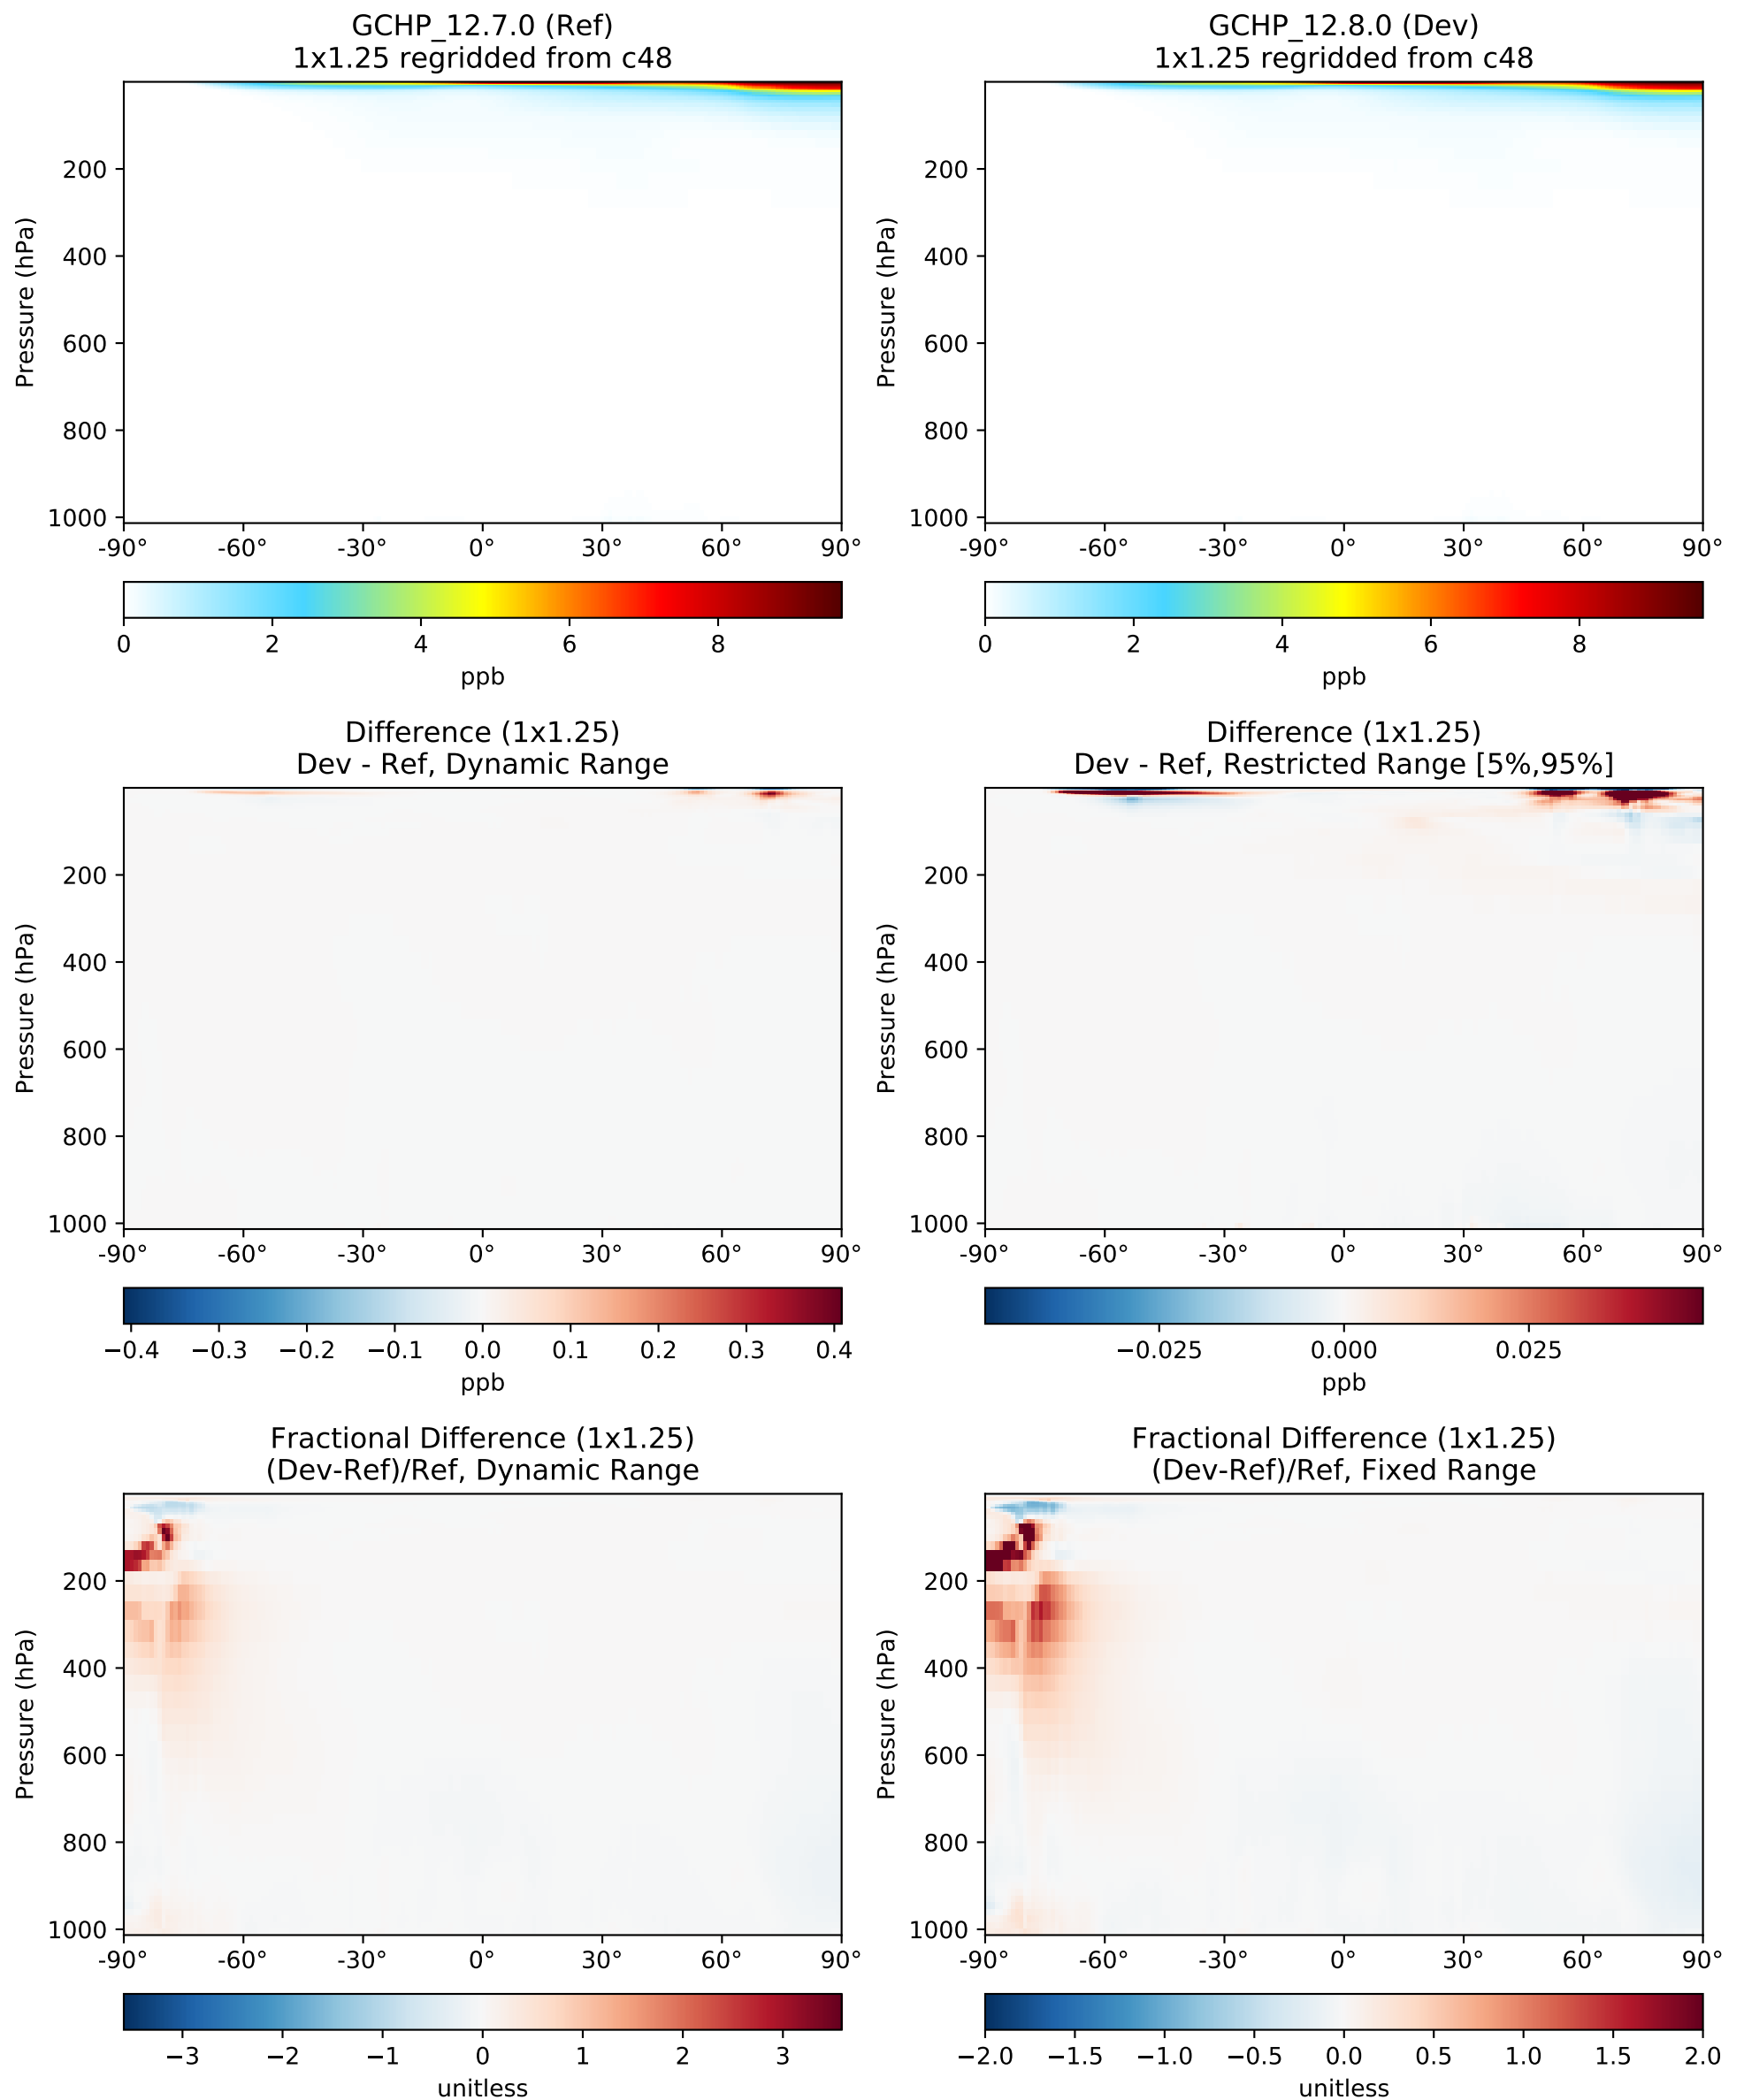 GCHP_12.7.0 (Ref)
1x1.25 regridded from c48
Pressure (hPa)
200
400
600
800
1000
-90° -60° -30° 0° 30° 60° 90°
0 2 4 6 8
ppb
GCHP_12.8.0 (Dev)
1x1.25 regridded from c48
Pressure (hPa)
200
400
600
800
1000
-90° -60° -30° 0° 30° 60° 90°
0 2 4 6 8
ppb
Difference (1x1.25)
Dev - Ref, Dynamic Range
Pressure (hPa)
200
400
600
800
1000
-90° -60° -30° 0° 30° 60° 90°
−0.4 −0.3 −0.2 −0.1 0.0 0.1 0.2 0.3 0.4
ppb
Difference (1x1.25)
Dev - Ref, Restricted Range [5%,95%]
Pressure (hPa)
200
400
600
800
1000
-90° -60° -30° 0° 30° 60° 90°
−0.025 0.000 0.025
ppb
Fractional Difference (1x1.25)
(Dev-Ref)/Ref, Dynamic Range
Pressure (hPa)
200
400
600
800
1000
-90° -60° -30° 0° 30° 60° 90°
−3 −2 −1 0 1 2 3
unitless
Fractional Difference (1x1.25)
(Dev-Ref)/Ref, Fixed Range
Pressure (hPa)
200
400
600
800
1000
-90° -60° -30° 0° 30° 60° 90°
−2.0 −1.5 −1.0 −0.5 0.0 0.5 1.0 1.5 2.0
unitless